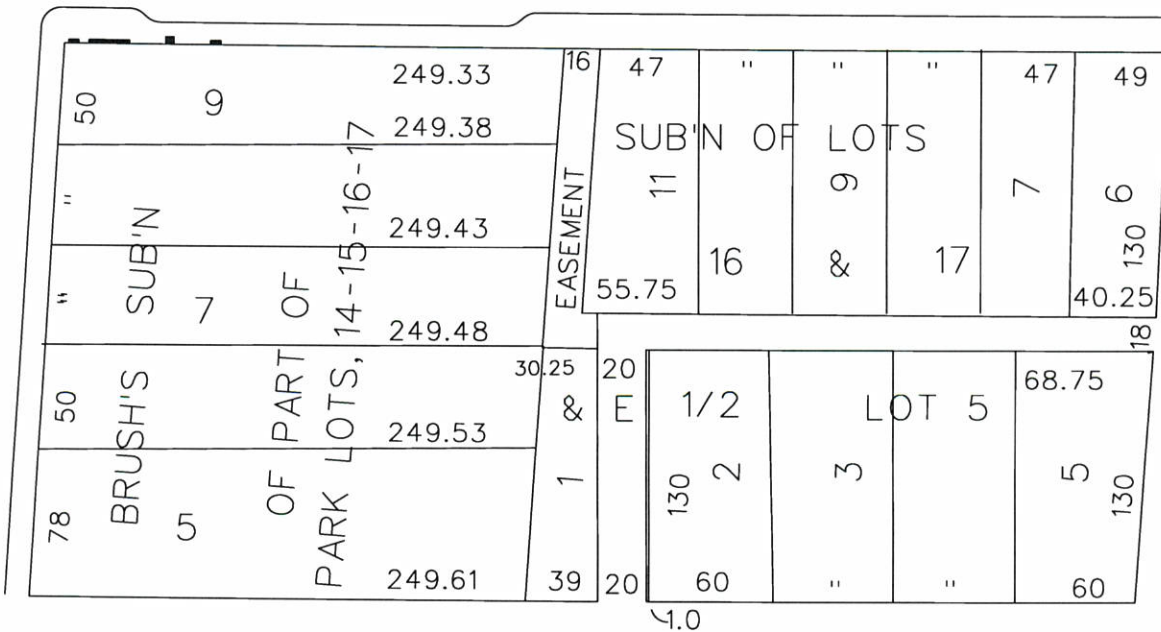 249.33
50
9
249.38
"
249.43
"
7
249.48
50
249.53
78
5
249.61
BRUSH'S SUB'N
OF PART OF
PARK LOTS, 14-15-16-17
16
EASEMENT
47 " " " 47 49
SUB'N OF LOTS
11 9 7 6
16 & 17
130
55.75
40.25
18
30.25
20
& E 1/2 LOT 5
68.75
1 2 3 5
130
130
39
20
60 " " 60
1.0